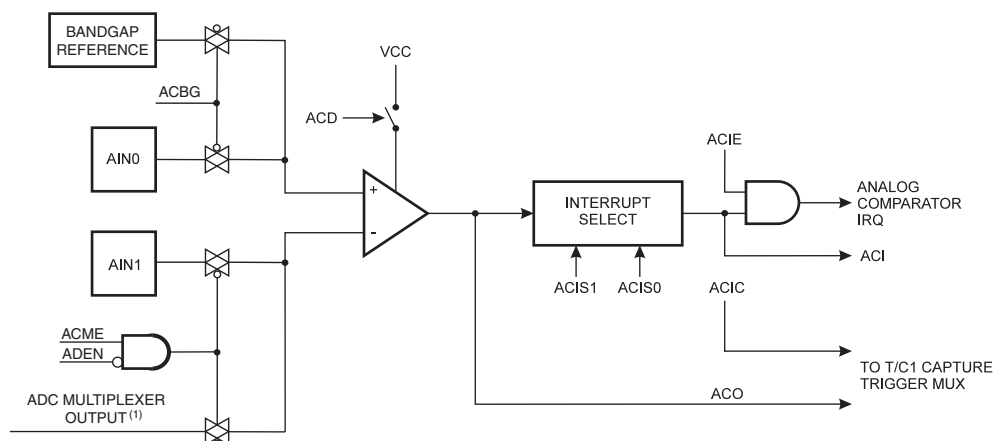 BANDGAP
REFERENCE
VCC
ACBG
ACD
AIN0
ACIE
+
-
INTERRUPT
SELECT
ANALOG
COMPARATOR
IRQ
AIN1
ACI
ACIS1
ACIS0
ACIC
ACME
ADEN
TO T/C1 CAPTURE
TRIGGER MUX
ADC MULTIPLEXER
OUTPUT (1)
ACO